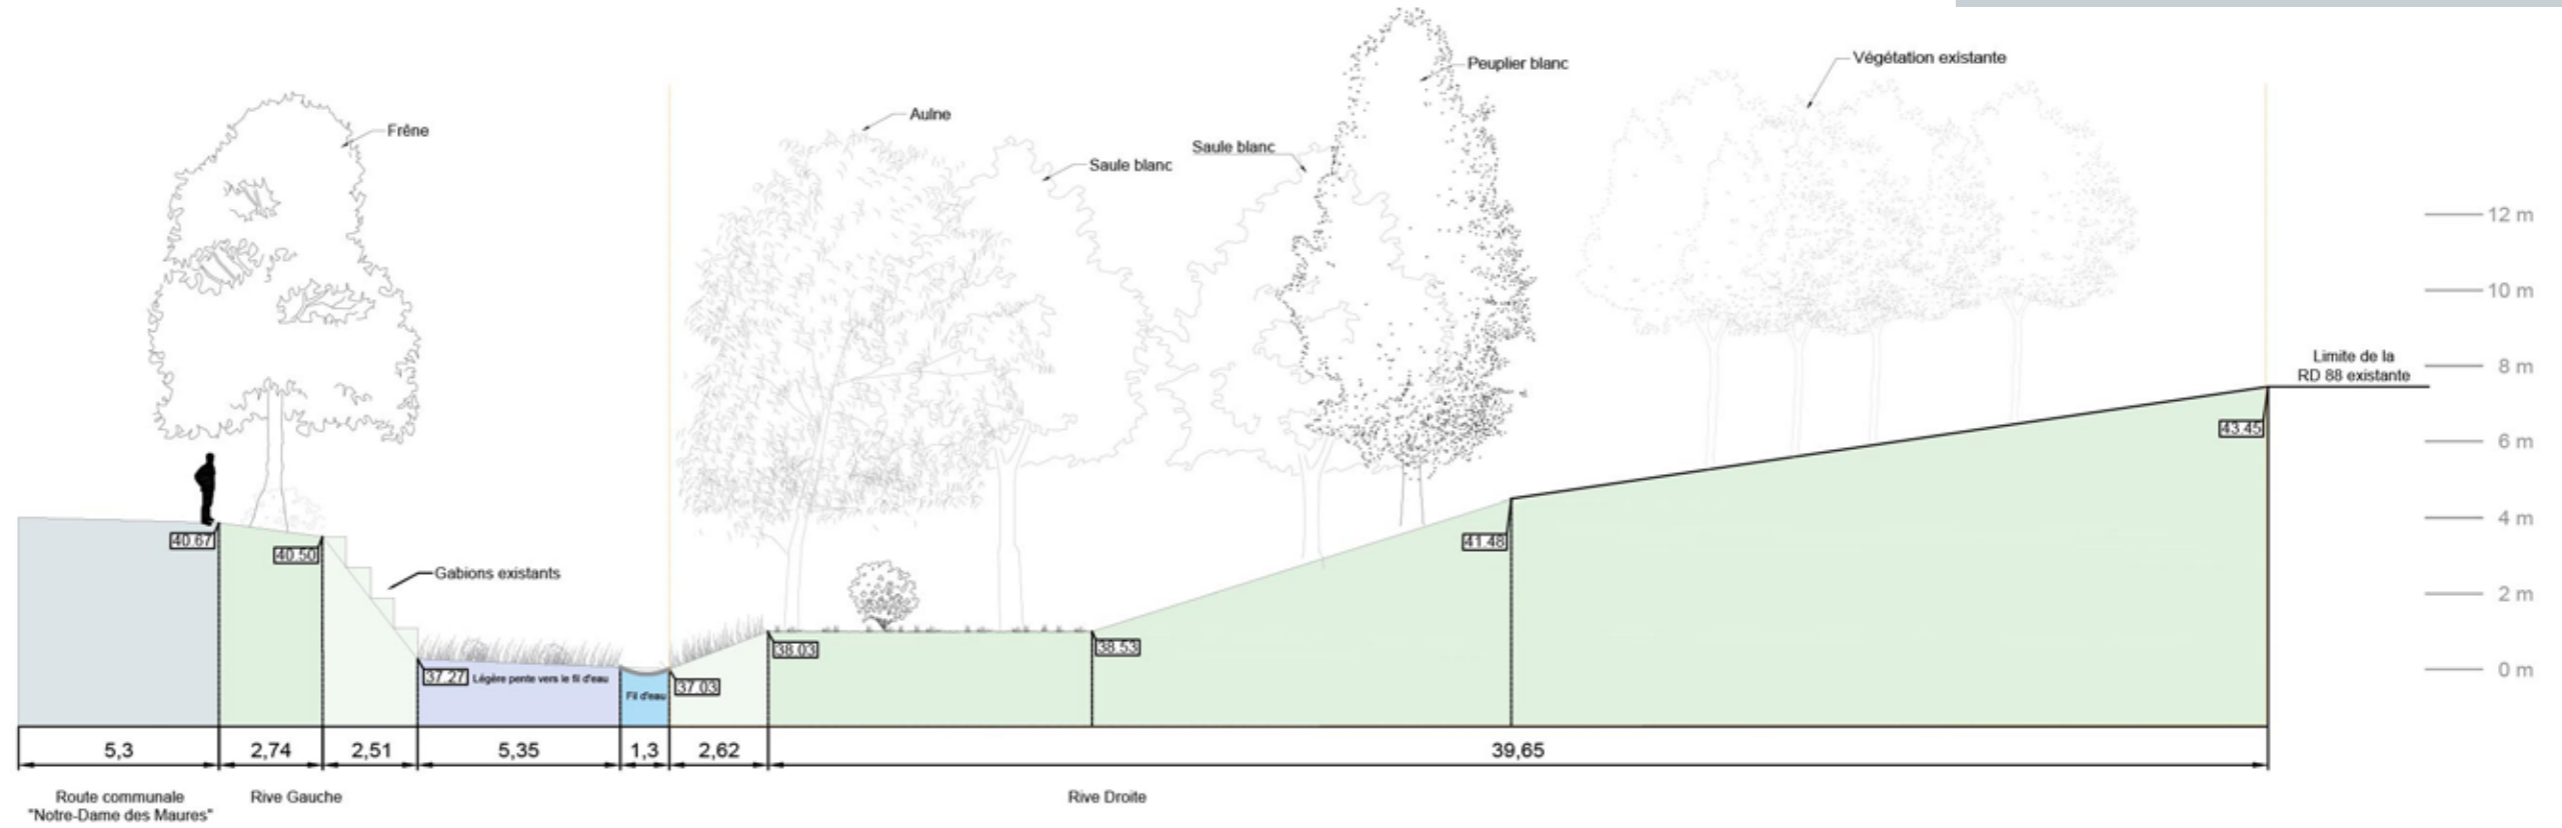 Végétation existante
Peuplier blanc
Aulne
Frêne
Saule blanc
Saule blanc
12 m
10 m
8 m
6 m
4 m
2 m
0 m
Limite de la
RD 88 existante
43.45
41.48
40.67
40.50
Gabions existants
38.03
38.53
37.27
Légère pente vers le fil d'eau
Fil d'eau
37.03
5,3
2,74
2,51
5,35
1,3
2,62
39,65
Route communale
"Notre-Dame des Maures"
Rive Gauche
Rive Droite